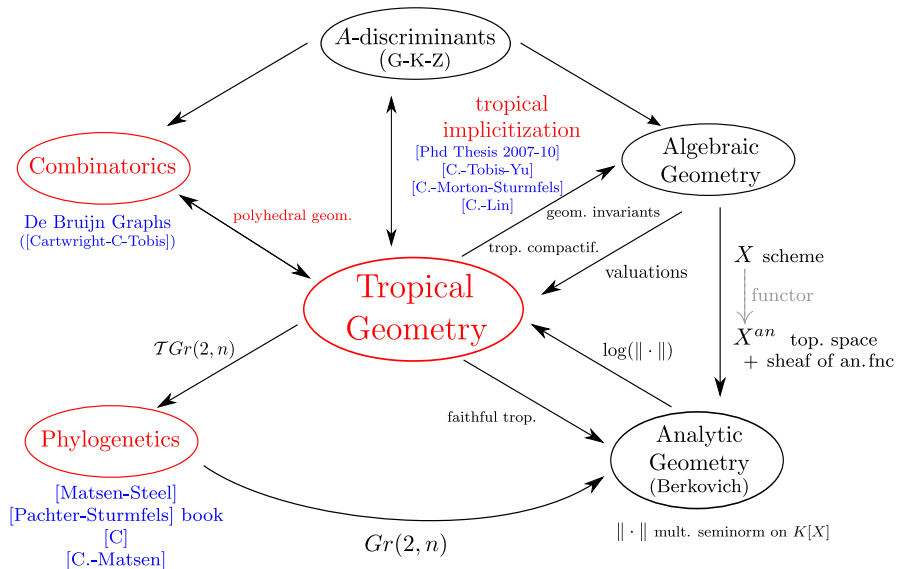 A-discriminants
(G-K-Z)
tropical
implicitization
[Phd Thesis 2007-10]
[C.-Tobis-Yu]
[C.-Morton-Sturmfels]
[C.-Lin]
Algebraic
Geometry
Combinatorics
De Bruijn Graphs
([Cartwright-C-Tobis])
polyhedral geom.
geom. invariants
trop. compactif.
valuations
X scheme
functor
X^{an} top. space
+ sheaf of an.fnc
Tropical
Geometry
𝒯Gr(2, n)
log(‖ · ‖)
faithful trop.
Phylogenetics
[Matsen-Steel]
[Pachter-Sturmfels] book
[C]
[C.-Matsen]
Gr(2, n)
Analytic
Geometry
(Berkovich)
‖ · ‖ mult. seminorm on K[X]